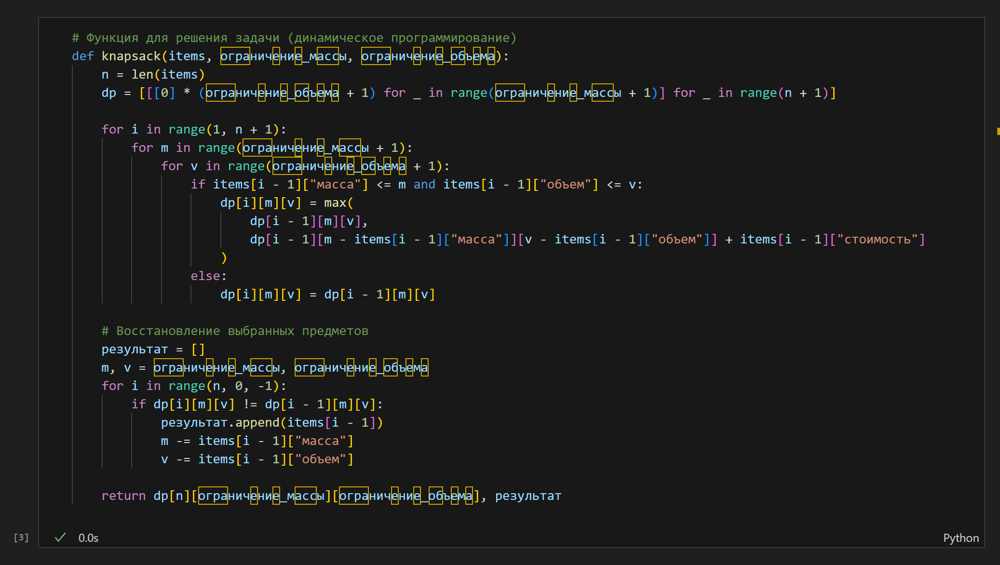 # Функция для решения задачи (динамическое программирование)
def knapsack(items, ограничение_массы, ограничение_объема):
    n = len(items)
    dp = [[[0] * (ограничение_объема + 1) for _ in range(ограничение_массы + 1)] for _ in range(n + 1)]

    for i in range(1, n + 1):
        for m in range(ограничение_массы + 1):
            for v in range(ограничение_объема + 1):
                if items[i - 1]["масса"] <= m and items[i - 1]["объем"] <= v:
                    dp[i][m][v] = max(
                        dp[i - 1][m][v],
                        dp[i - 1][m - items[i - 1]["масса"]][v - items[i - 1]["объем"]] + items[i - 1]["стоимость"]
                    )
                else:
                    dp[i][m][v] = dp[i - 1][m][v]

    # Восстановление выбранных предметов
    результат = []
    m, v = ограничение_массы, ограничение_объема
    for i in range(n, 0, -1):
        if dp[i][m][v] != dp[i - 1][m][v]:
            результат.append(items[i - 1])
            m -= items[i - 1]["масса"]
            v -= items[i - 1]["объем"]

    return dp[n][ограничение_массы][ограничение_объема], результат
[3] ✓ 0.0s Python